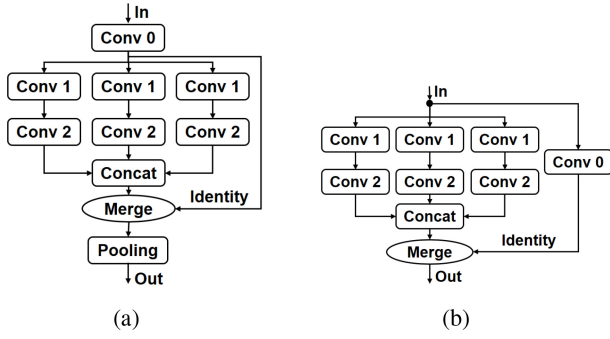 In
Conv 0
Conv 1 Conv 1 Conv 1
Conv 2 Conv 2 Conv 2
Concat
Identity
Merge
Pooling
Out
(a)
In
Conv 1 Conv 1 Conv 1
Conv 0
Conv 2 Conv 2 Conv 2
Concat
Identity
Merge
Out
(b)